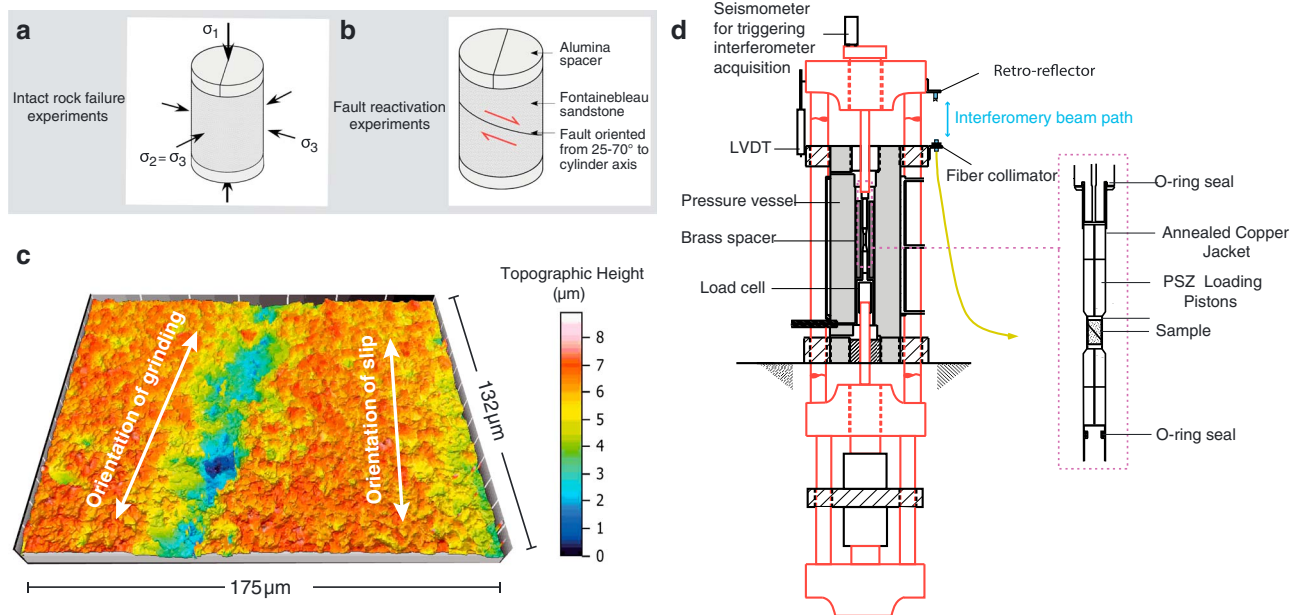 a
σ1
Intact rock failure
experiments
σ2= σ3
σ3
b
Fault reactivation
experiments
Alumina
spacer
Fontainebleau
sandstone
Fault oriented
from 25-70° to
cylinder axis
c
Topographic Height
(µm)
8
7
6
5
4
3
2
1
0
Orientation of grinding
Orientation of slip
132µm
175µm
d
Seismometer
for triggering
interferometer
acquisition
Retro-reflector
Interferomery beam path
LVDT
Fiber collimator
Pressure vessel
Brass spacer
Load cell
O-ring seal
Annealed Copper
Jacket
PSZ Loading
Pistons
Sample
O-ring seal